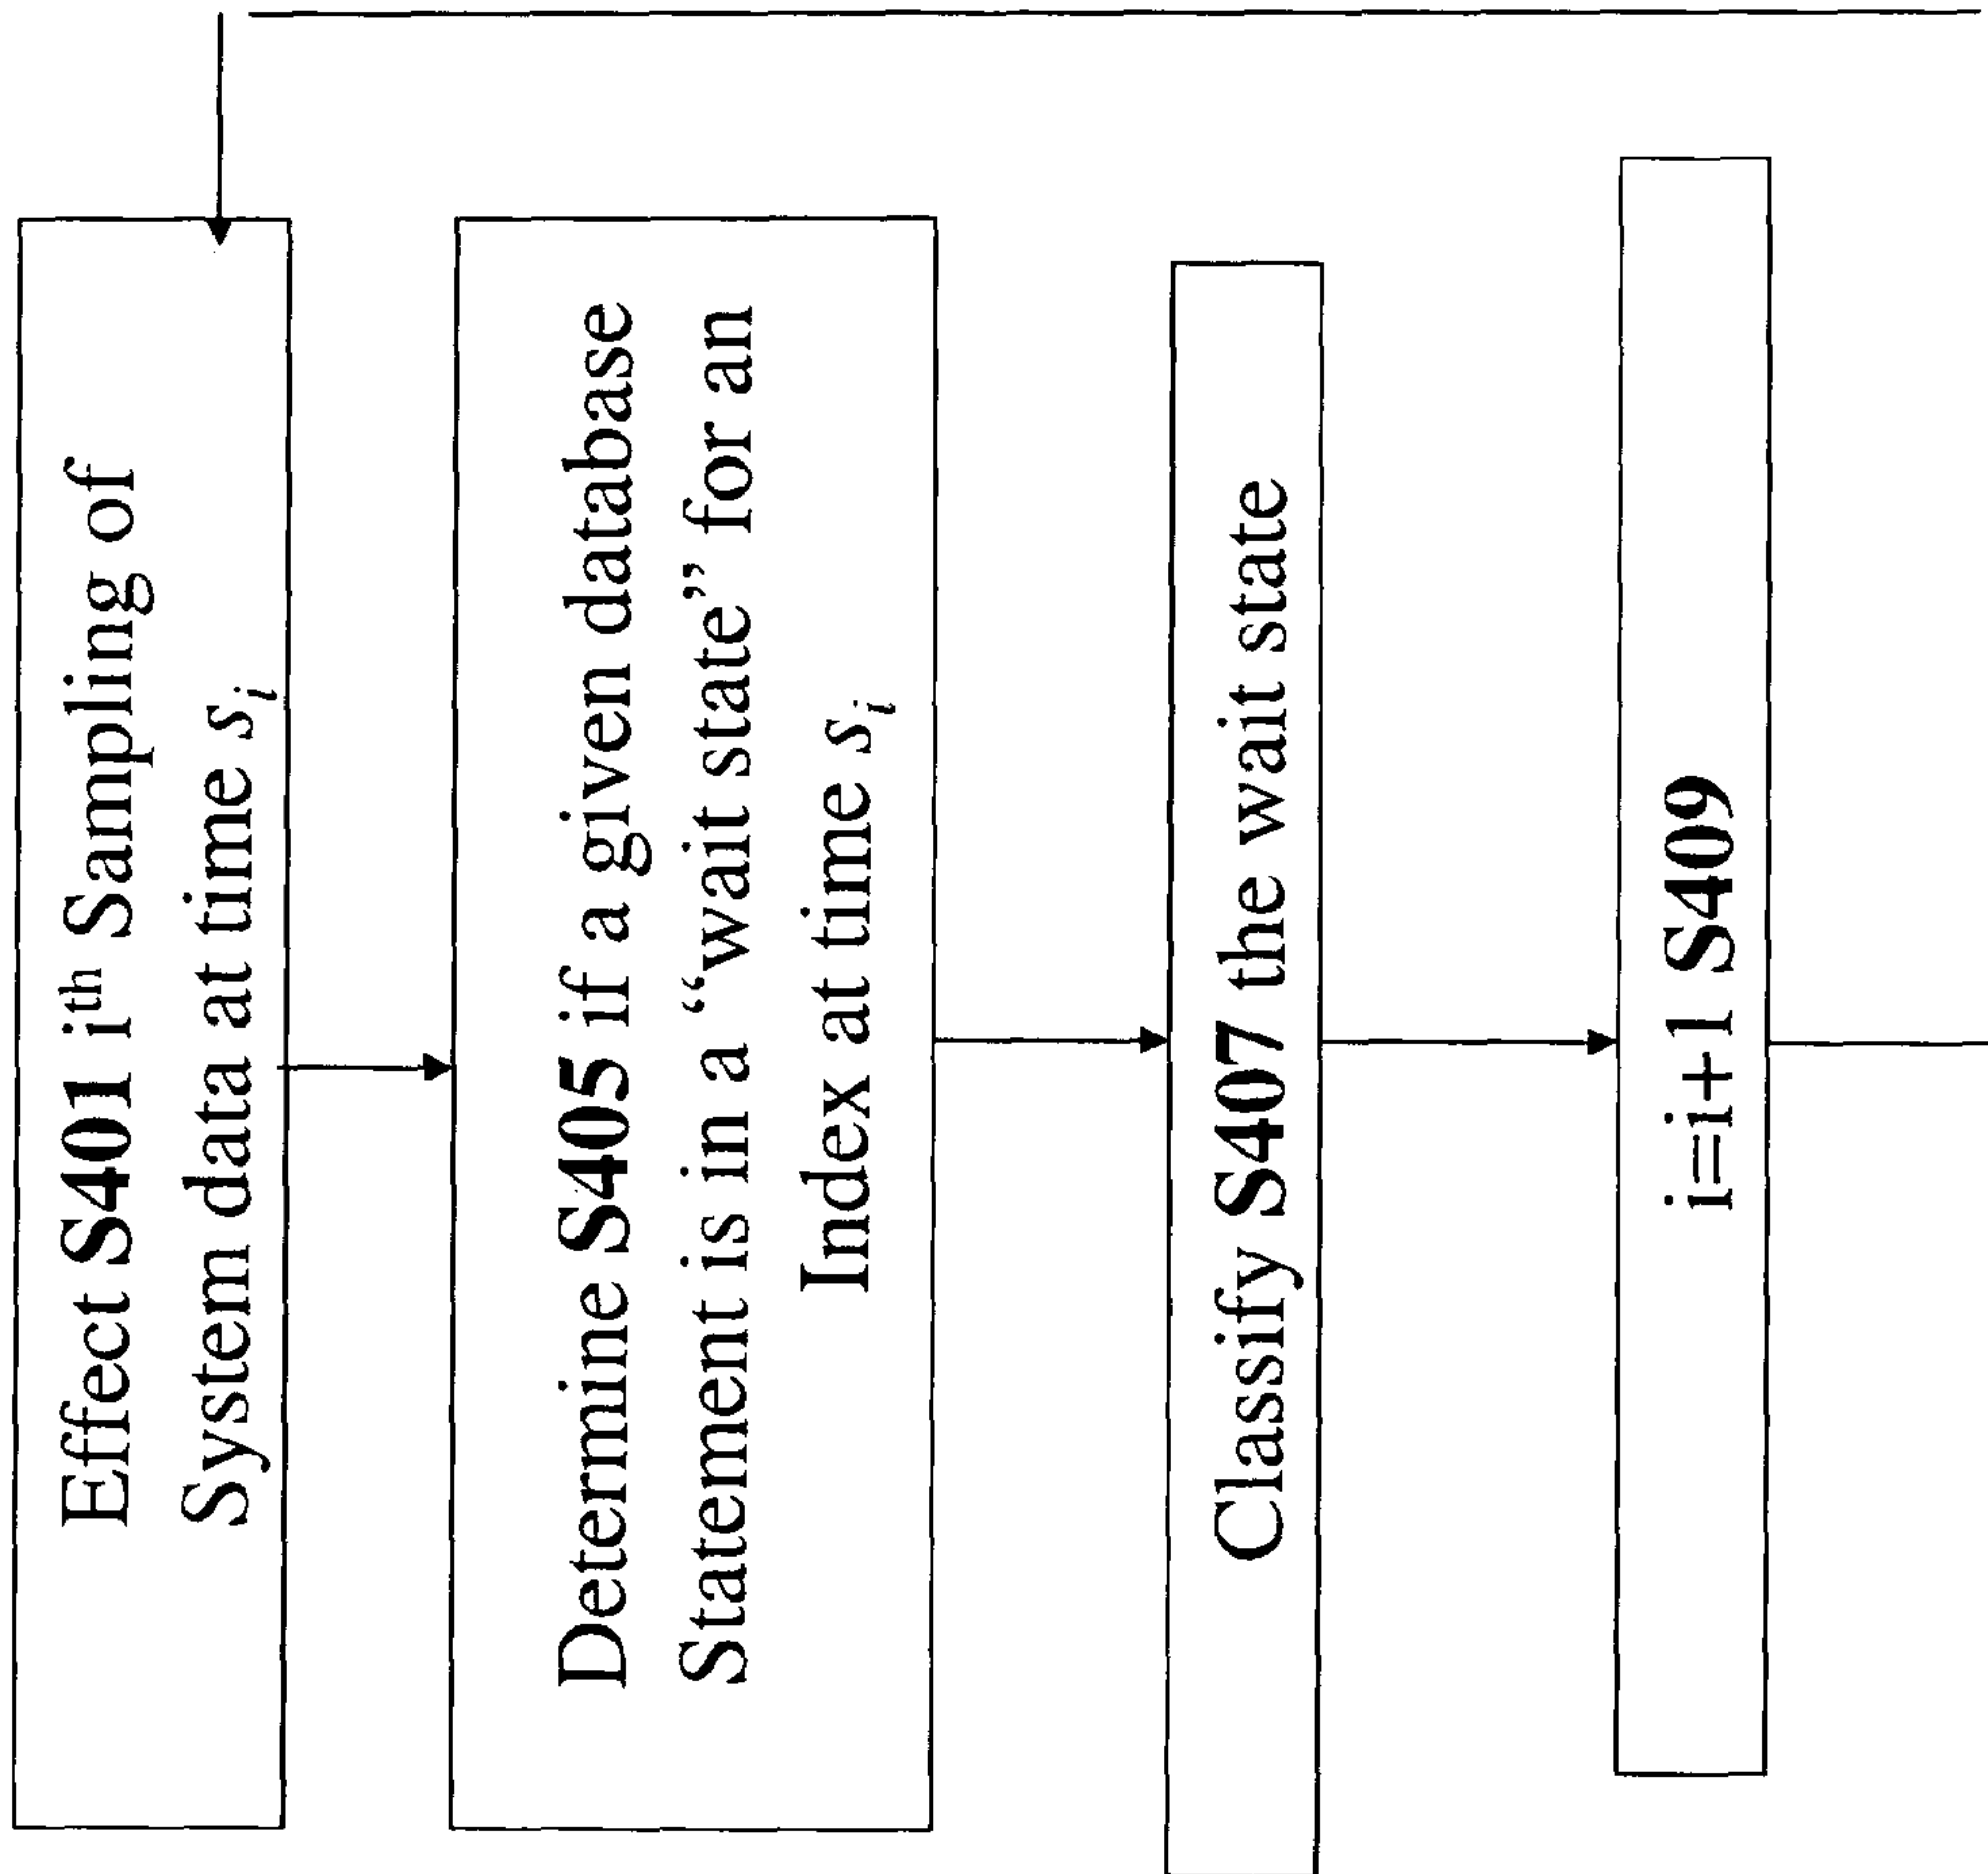 Effect S401 iᵗʰ Sampling of
System data at time sᵢ
Determine S405 if a given database
Statement is in a “wait state” for an
Index at time sᵢ
Classify S407 the wait state
i=i+1 S409